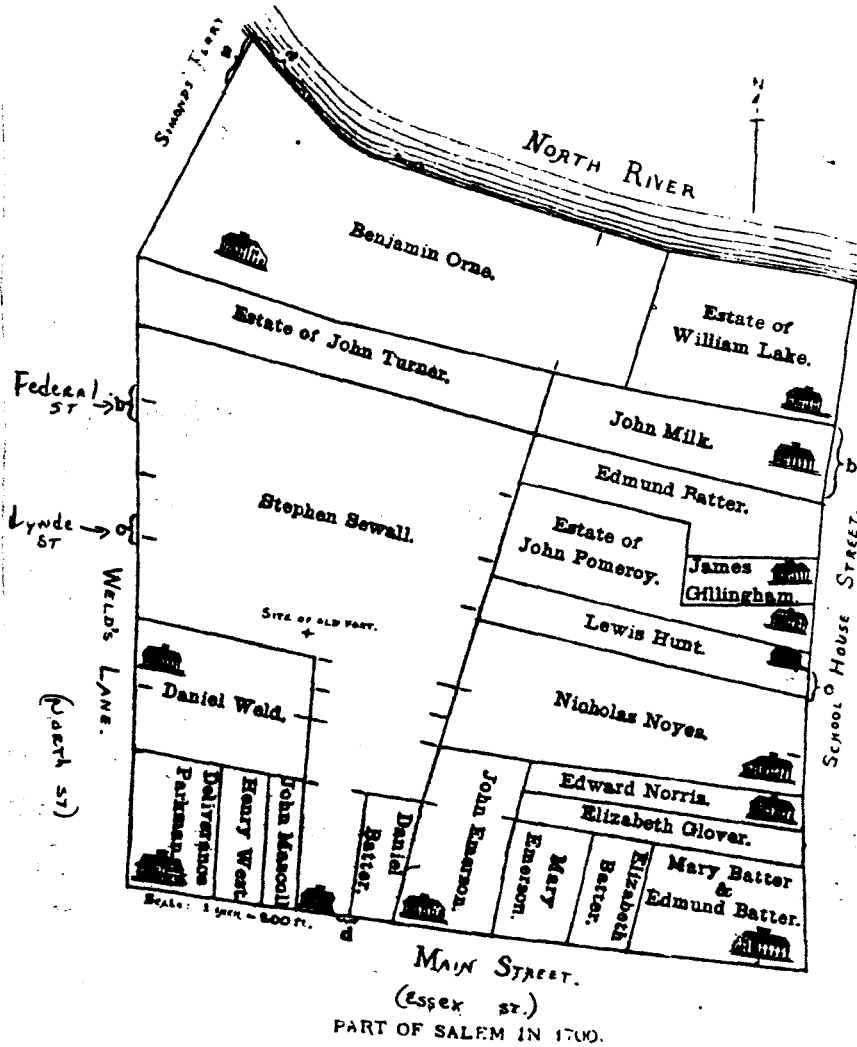 SIMONDS' FERRY
a
a
N
NORTH RIVER
Benjamin Orne.
Estate of
William Lake.
Estate of John Turner.
Federal
ST
b
John Milk.
b
Edmund Batter.
Stephen Sewall.
Estate of
John Pomeroy.
James
Gillingham.
Lynde
ST
c
SITE OF OLD FORT.
Lewis Hunt.
c
WELD'S LANE.
(NORTH ST)
SCHOOL HOUSE STREET.
Daniel Weld.
Nicholas Noyes.
Edward Norris.
Elizabeth Glover.
Deliverance
Parkman
Henry West
John Mascoll
Daniel
Batter.
John Emerson.
Mary
Emerson.
Elizabeth
Batter.
Mary Batter
&
Edmund Batter.
SCALE: 1 INCH = 200 FT.
d
MAIN STREET.
(ESSEX ST.)
PART OF SALEM IN 1700.